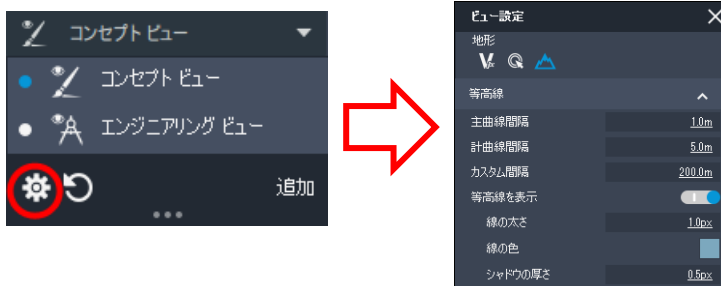 コンセプト ビュー
コンセプト ビュー
エンジニアリング ビュー
追加
ビュー設定
地形
等高線
主曲線間隔 1.0m
計曲線間隔 5.0m
カスタム間隔 200.0m
等高線を表示
線の太さ 1.0px
線の色
シャドウの厚さ 0.5px